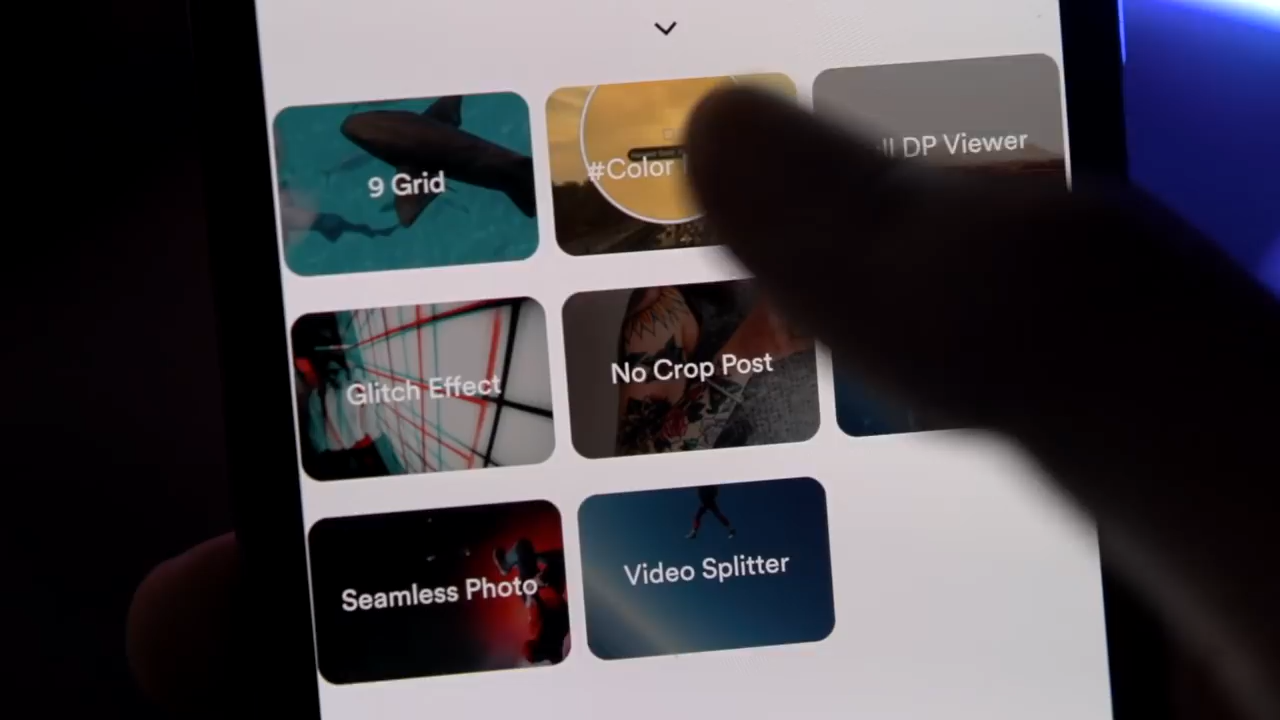 9 Grid
#Color
DP Viewer
Glitch Effect
No Crop Post
Seamless Photo
Video Splitter